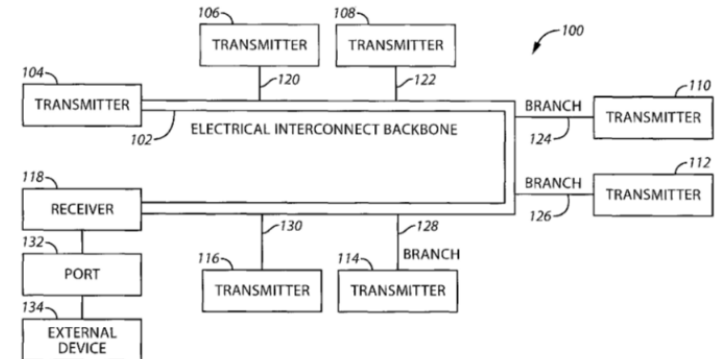 106
108
100
TRANSMITTER
TRANSMITTER
104
120
122
110
TRANSMITTER
BRANCH
TRANSMITTER
102
ELECTRICAL INTERCONNECT BACKBONE
124
118
112
BRANCH
TRANSMITTER
RECEIVER
126
132
130
128
116
114
BRANCH
PORT
TRANSMITTER
TRANSMITTER
134
EXTERNAL
DEVICE